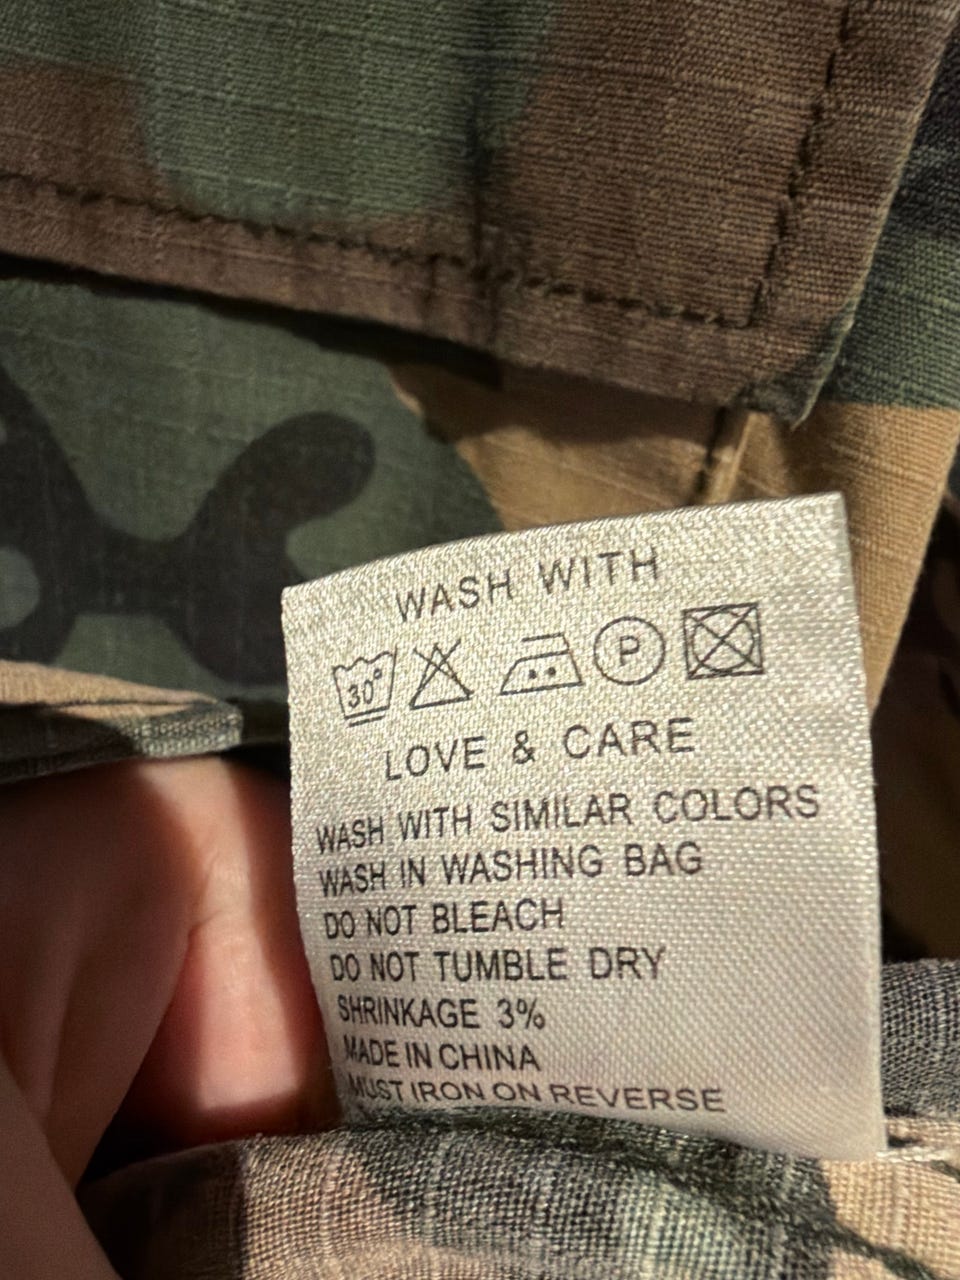 WASH WITH
30°
P
LOVE & CARE
WASH WITH SIMILAR COLORS
WASH IN WASHING BAG
DO NOT BLEACH
DO NOT TUMBLE DRY
SHRINKAGE 3%
MADE IN CHINA
MUST IRON ON REVERSE